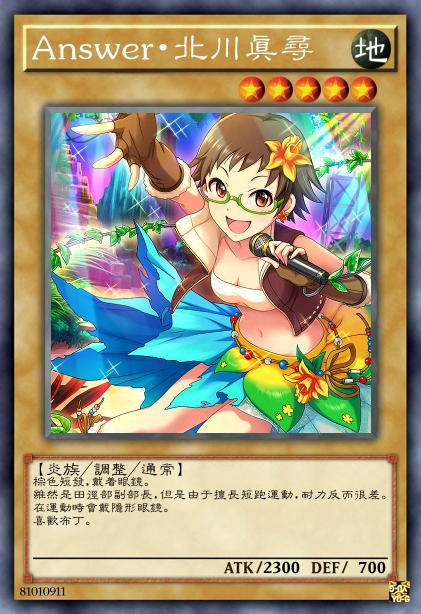 Answer·北川眞尋
地
【炎族／調整／通常】
棕色短發，戴着眼鏡。
雖然是田徑部副部長，但是由于擅長短跑運動，耐力反而很差。
在運動時會戴隱形眼鏡。
喜歡布丁。
ATK/2300 DEF/ 700
81010911